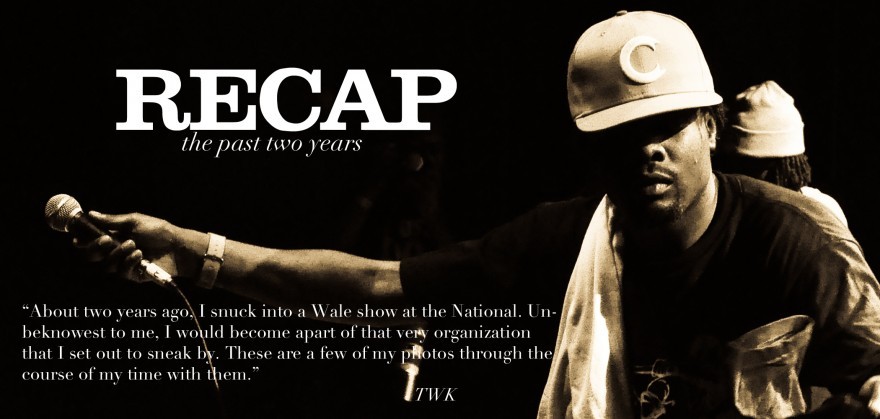 RECAP
the past two years
C
“About two years ago, I snuck into a Wale show at the National. Un-
beknowest to me, I would become apart of that very organization
that I set out to sneak by. These are a few of my photos through the
course of my time with them.”
TWK